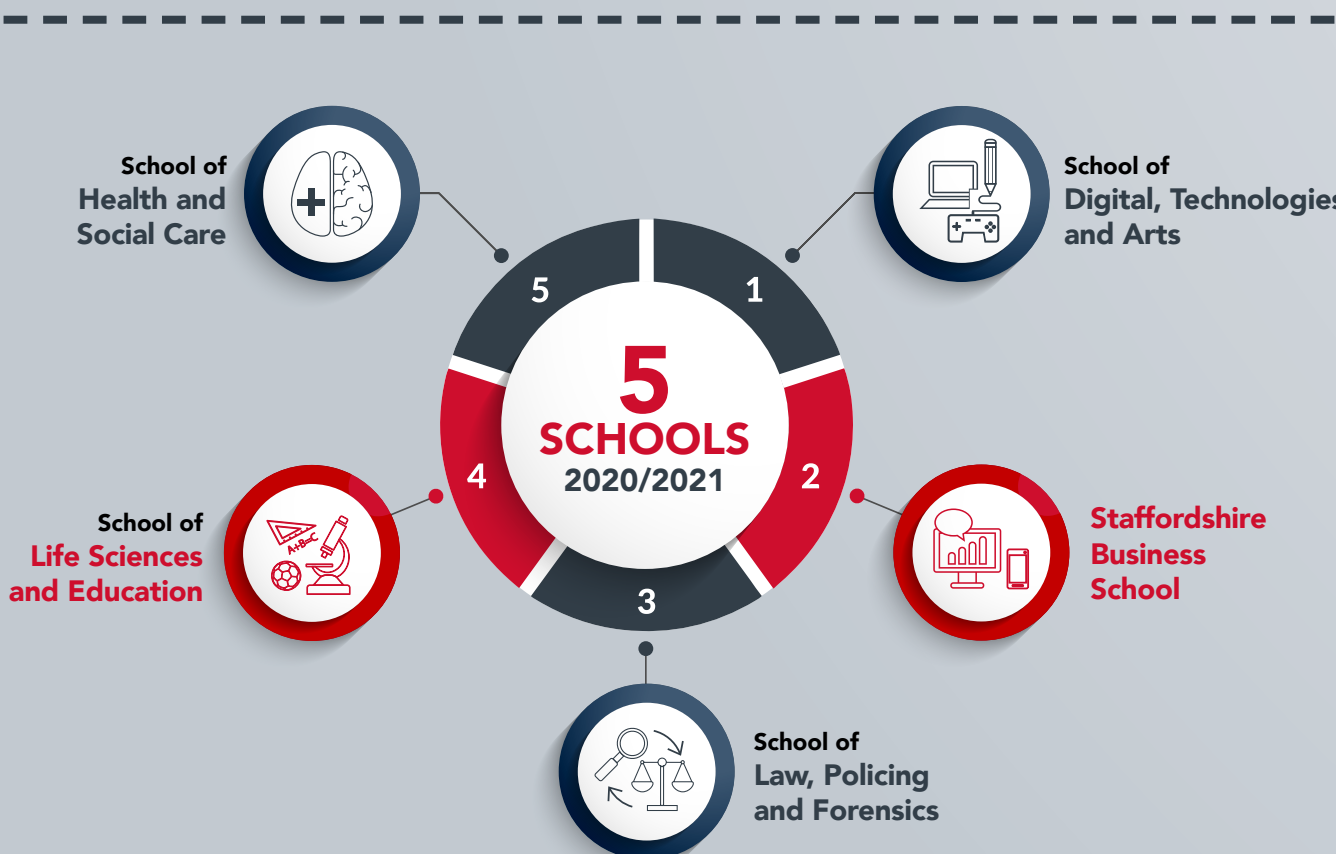 School of
Health and
Social Care
School of
Digital, Technologies
and Arts
5
1
5
SCHOOLS
2020/2021
4
2
3
School of
Life Sciences
and Education
A+B=C
Staffordshire
Business
School
School of
Law, Policing
and Forensics